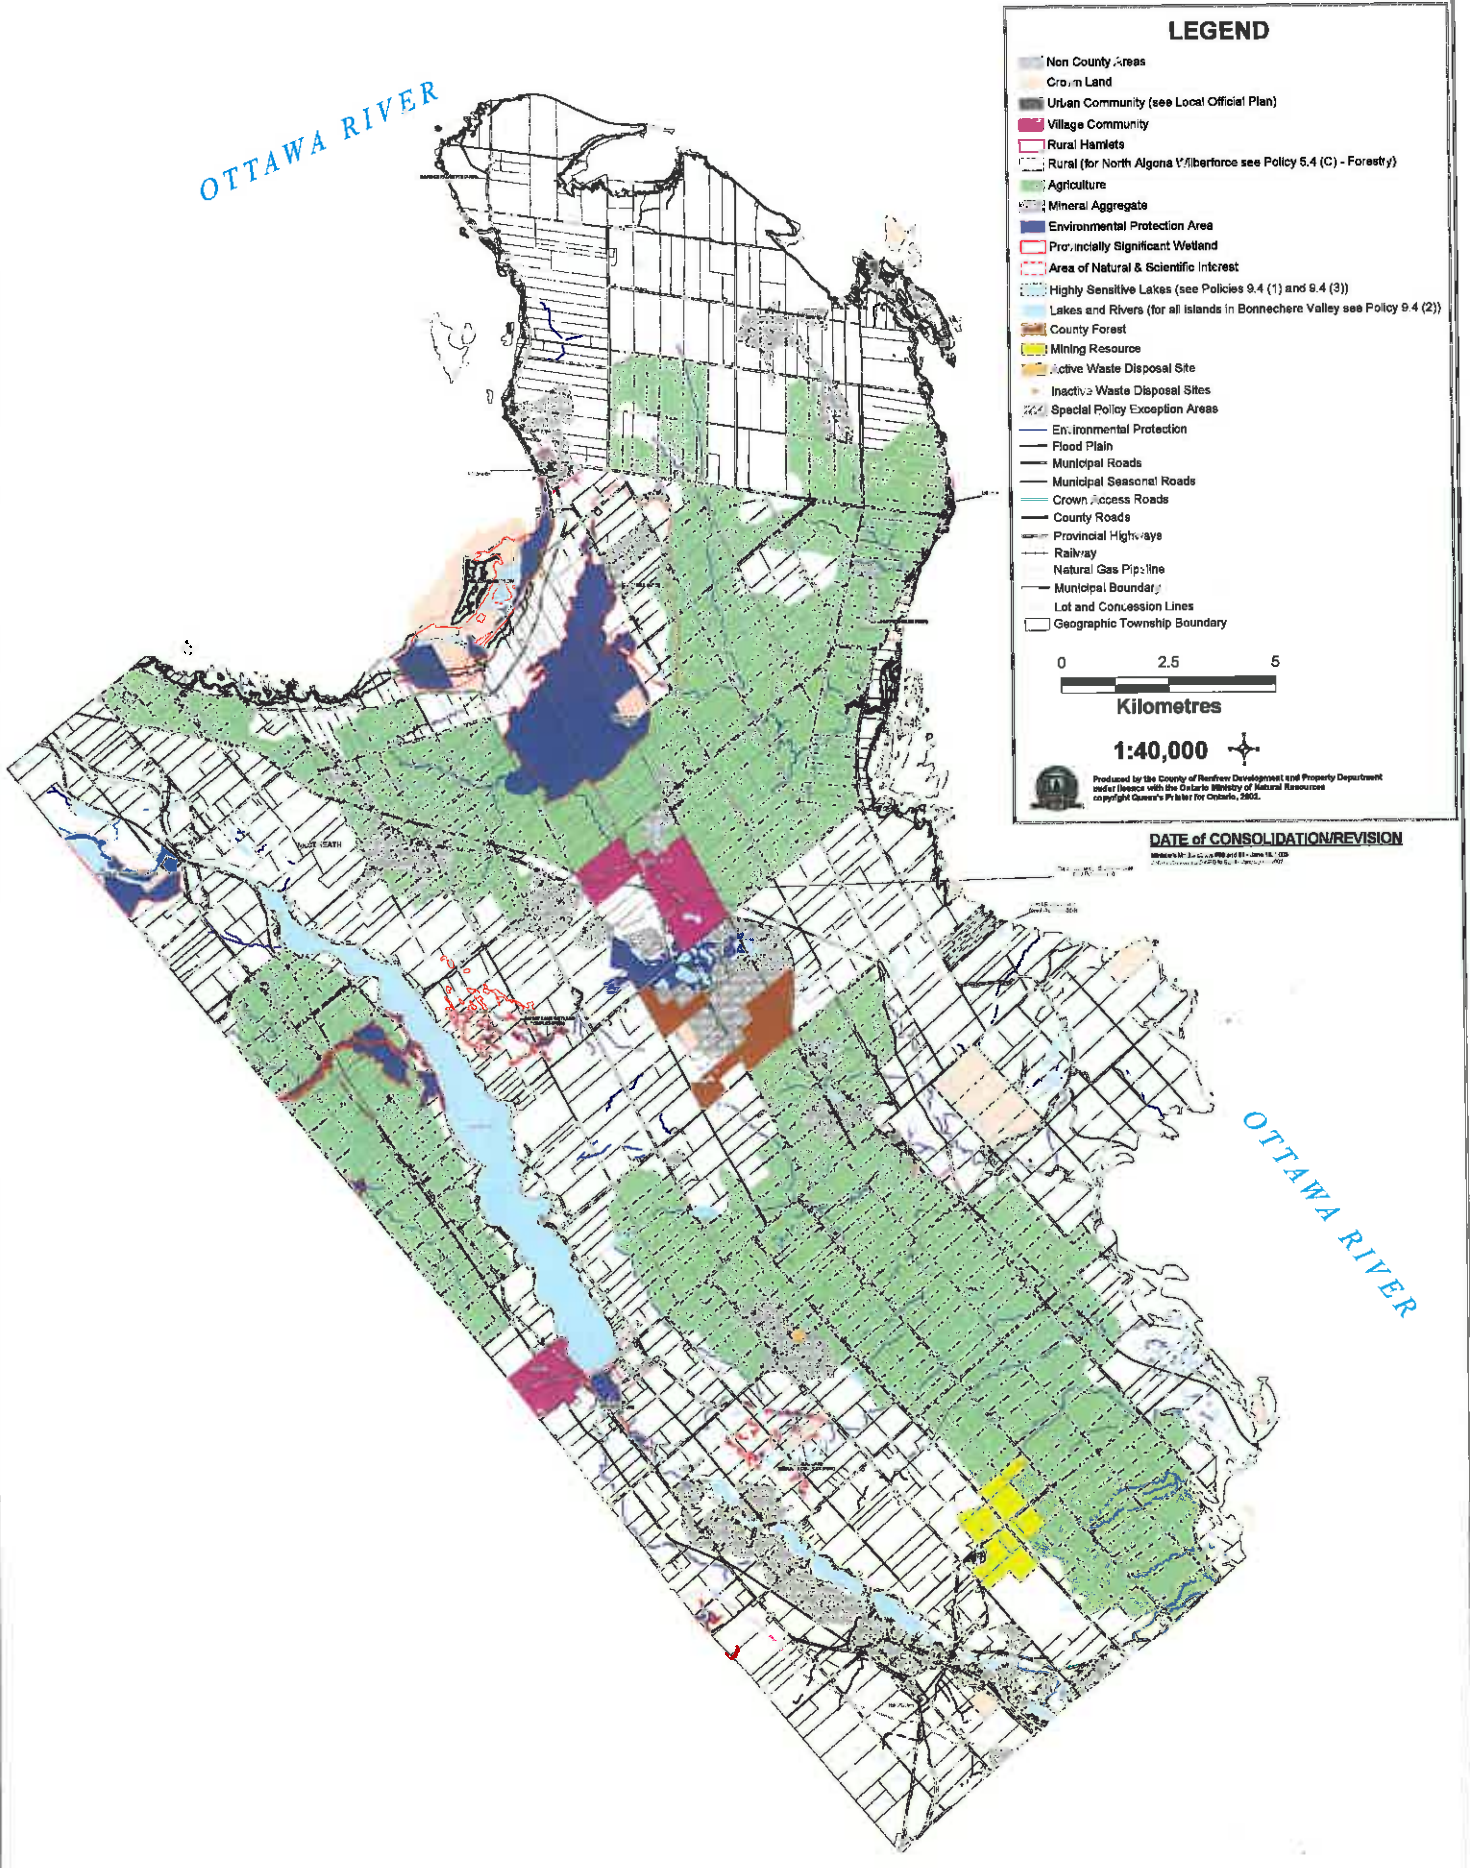 OTTAWA RIVER
LEGEND
Non County Areas
Crown Land
Urban Community (see Local Official Plan)
Village Community
Rural Hamlets
Rural (for North Algona Wilberforce see Policy 5.4 (C) - Forestry)
Agriculture
Mineral Aggregate
Environmental Protection Area
Provincially Significant Wetland
Area of Natural & Scientific Interest
Highly Sensitive Lakes (see Policies 9.4 (1) and 9.4 (3))
Lakes and Rivers (for all islands in Bonnechere Valley see Policy 9.4 (2))
County Forest
Mining Resource
Active Waste Disposal Site
Inactive Waste Disposal Sites
Special Policy Exception Areas
Environmental Protection
Flood Plain
Municipal Roads
Municipal Seasonal Roads
Crown Access Roads
County Roads
Provincial Highways
Railway
Natural Gas Pipeline
Municipal Boundary
Lot and Concession Lines
Geographic Township Boundary
0 2.5 5
Kilometres
1:40,000
Produced by the County of Renfrew Development and Property Department
under licence with the Ontario Ministry of Natural Resources
copyright Queen's Printer for Ontario, 2002.
DATE of CONSOLIDATION/REVISION
OTTAWA RIVER